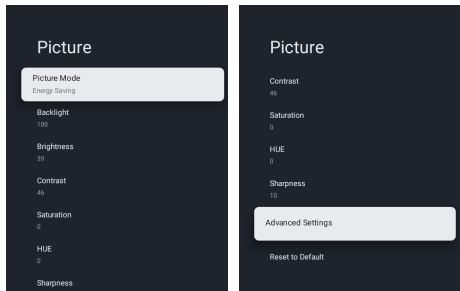 Picture
Picture Mode
Energy Saving
Backlight
100
Brightness
39
Contrast
46
Saturation
0
HUE
0
Sharpness
Picture
Contrast
46
Saturation
0
HUE
0
Sharpness
10
Advanced Settings
Reset to Default